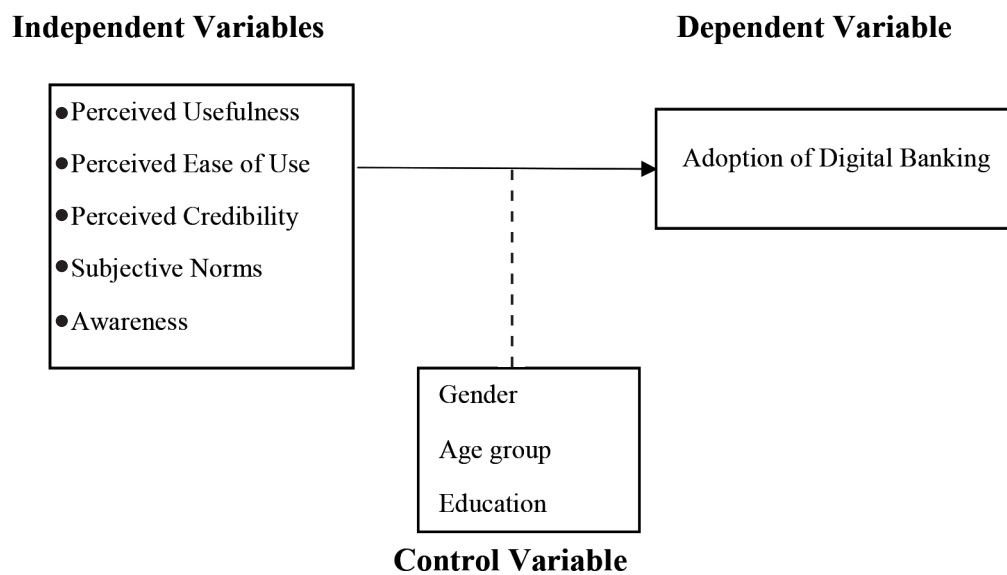 Independent Variables
Dependent Variable
●Perceived Usefulness
●Perceived Ease of Use
●Perceived Credibility
●Subjective Norms
●Awareness
Adoption of Digital Banking
Gender
Age group
Education
Control Variable